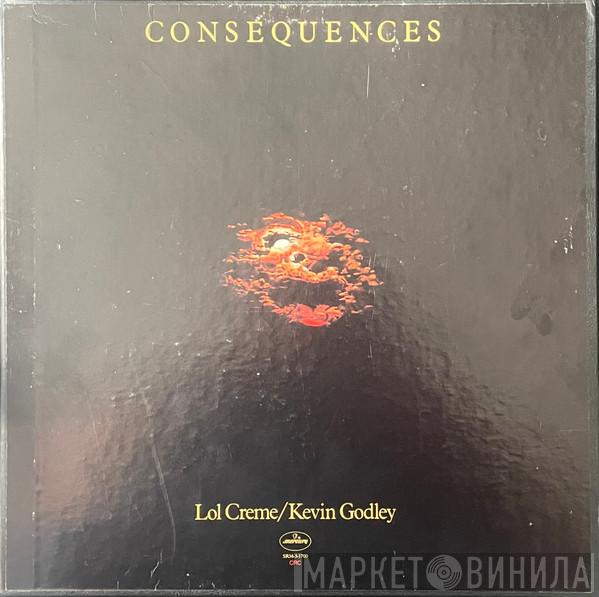 CONSEQUENCES
Lol Creme/Kevin Godley
mercury
SRM-3-1700
CRC
МАРКЕТ ВИНИЛА